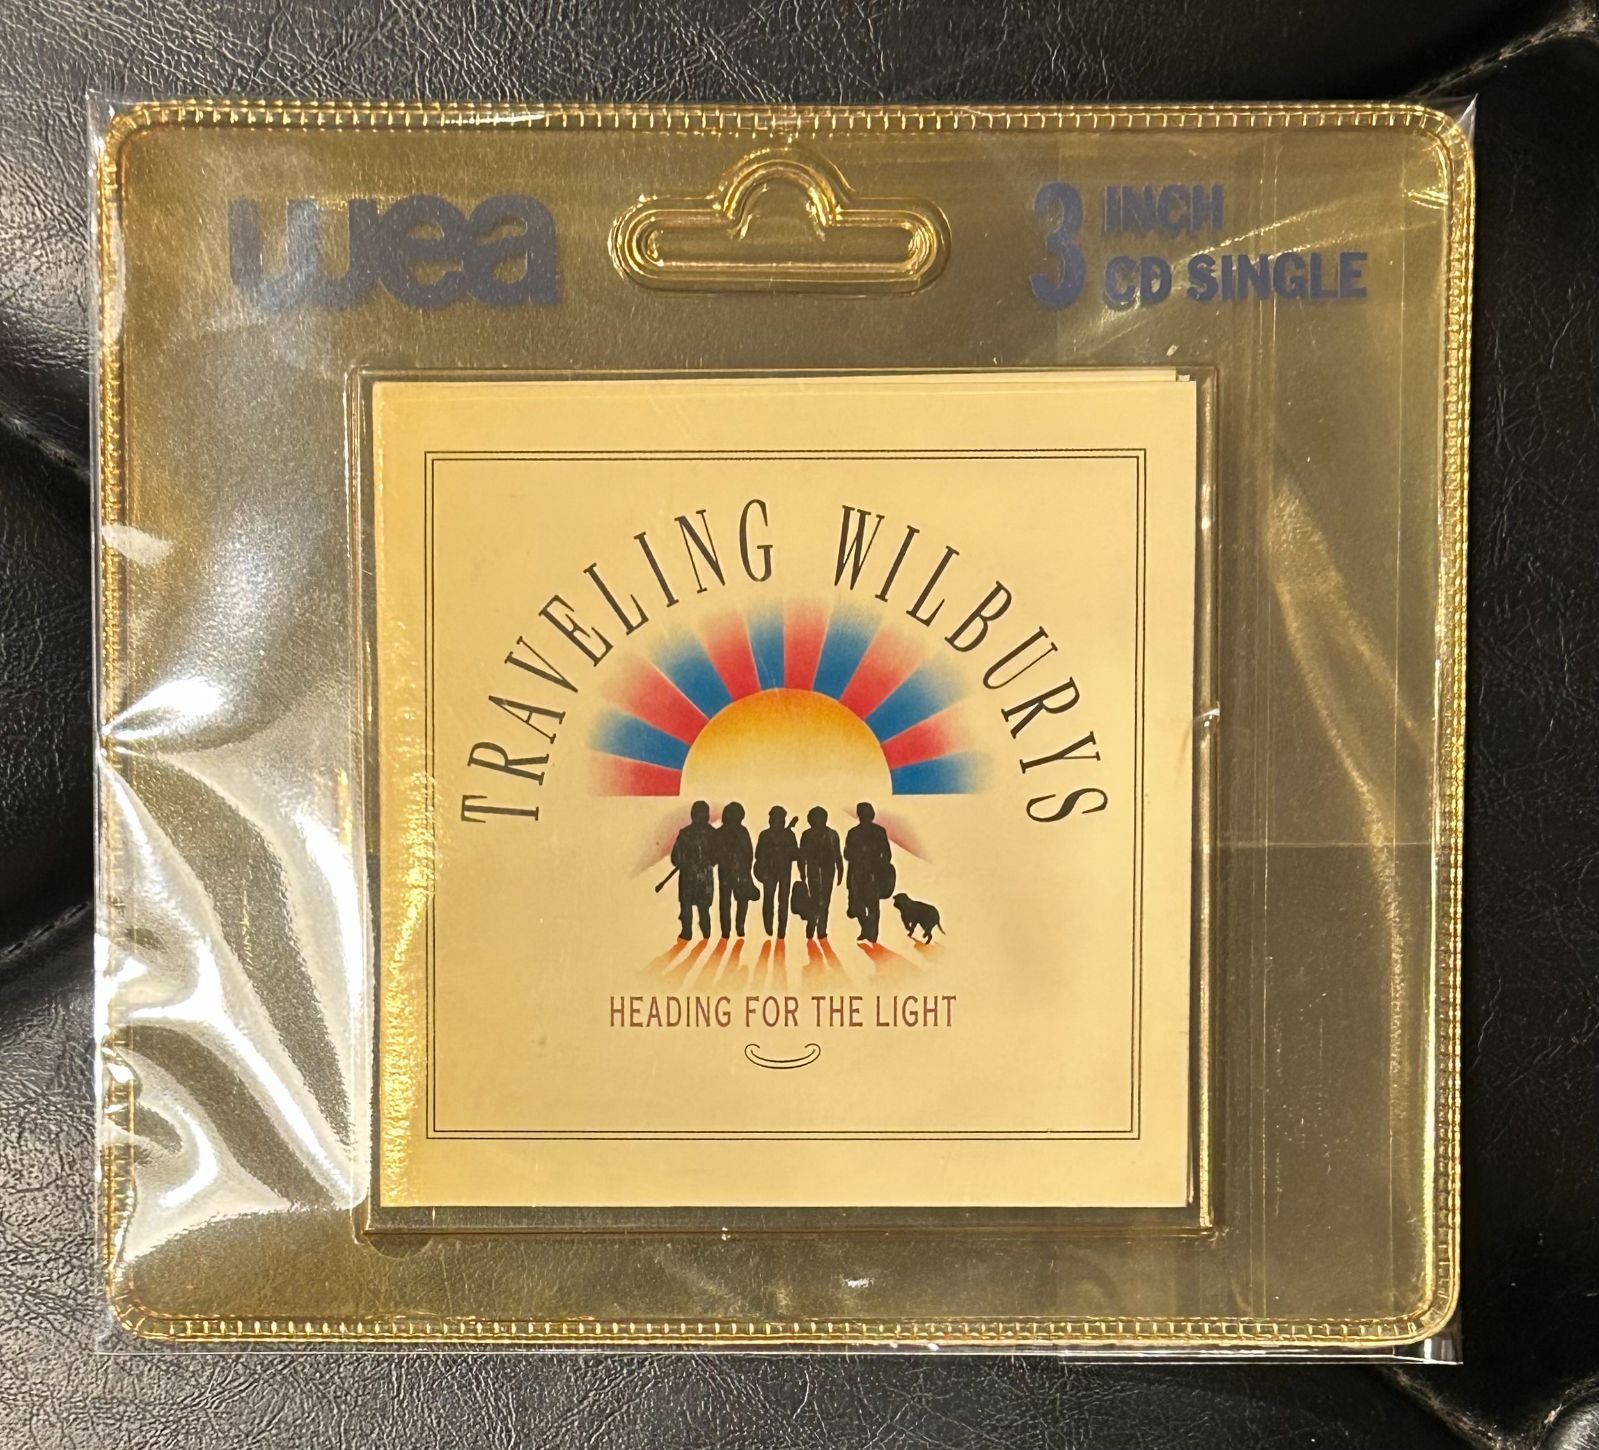 wea
3 INCH
CD SINGLE
TRAVELING WILBURYS
HEADING FOR THE LIGHT